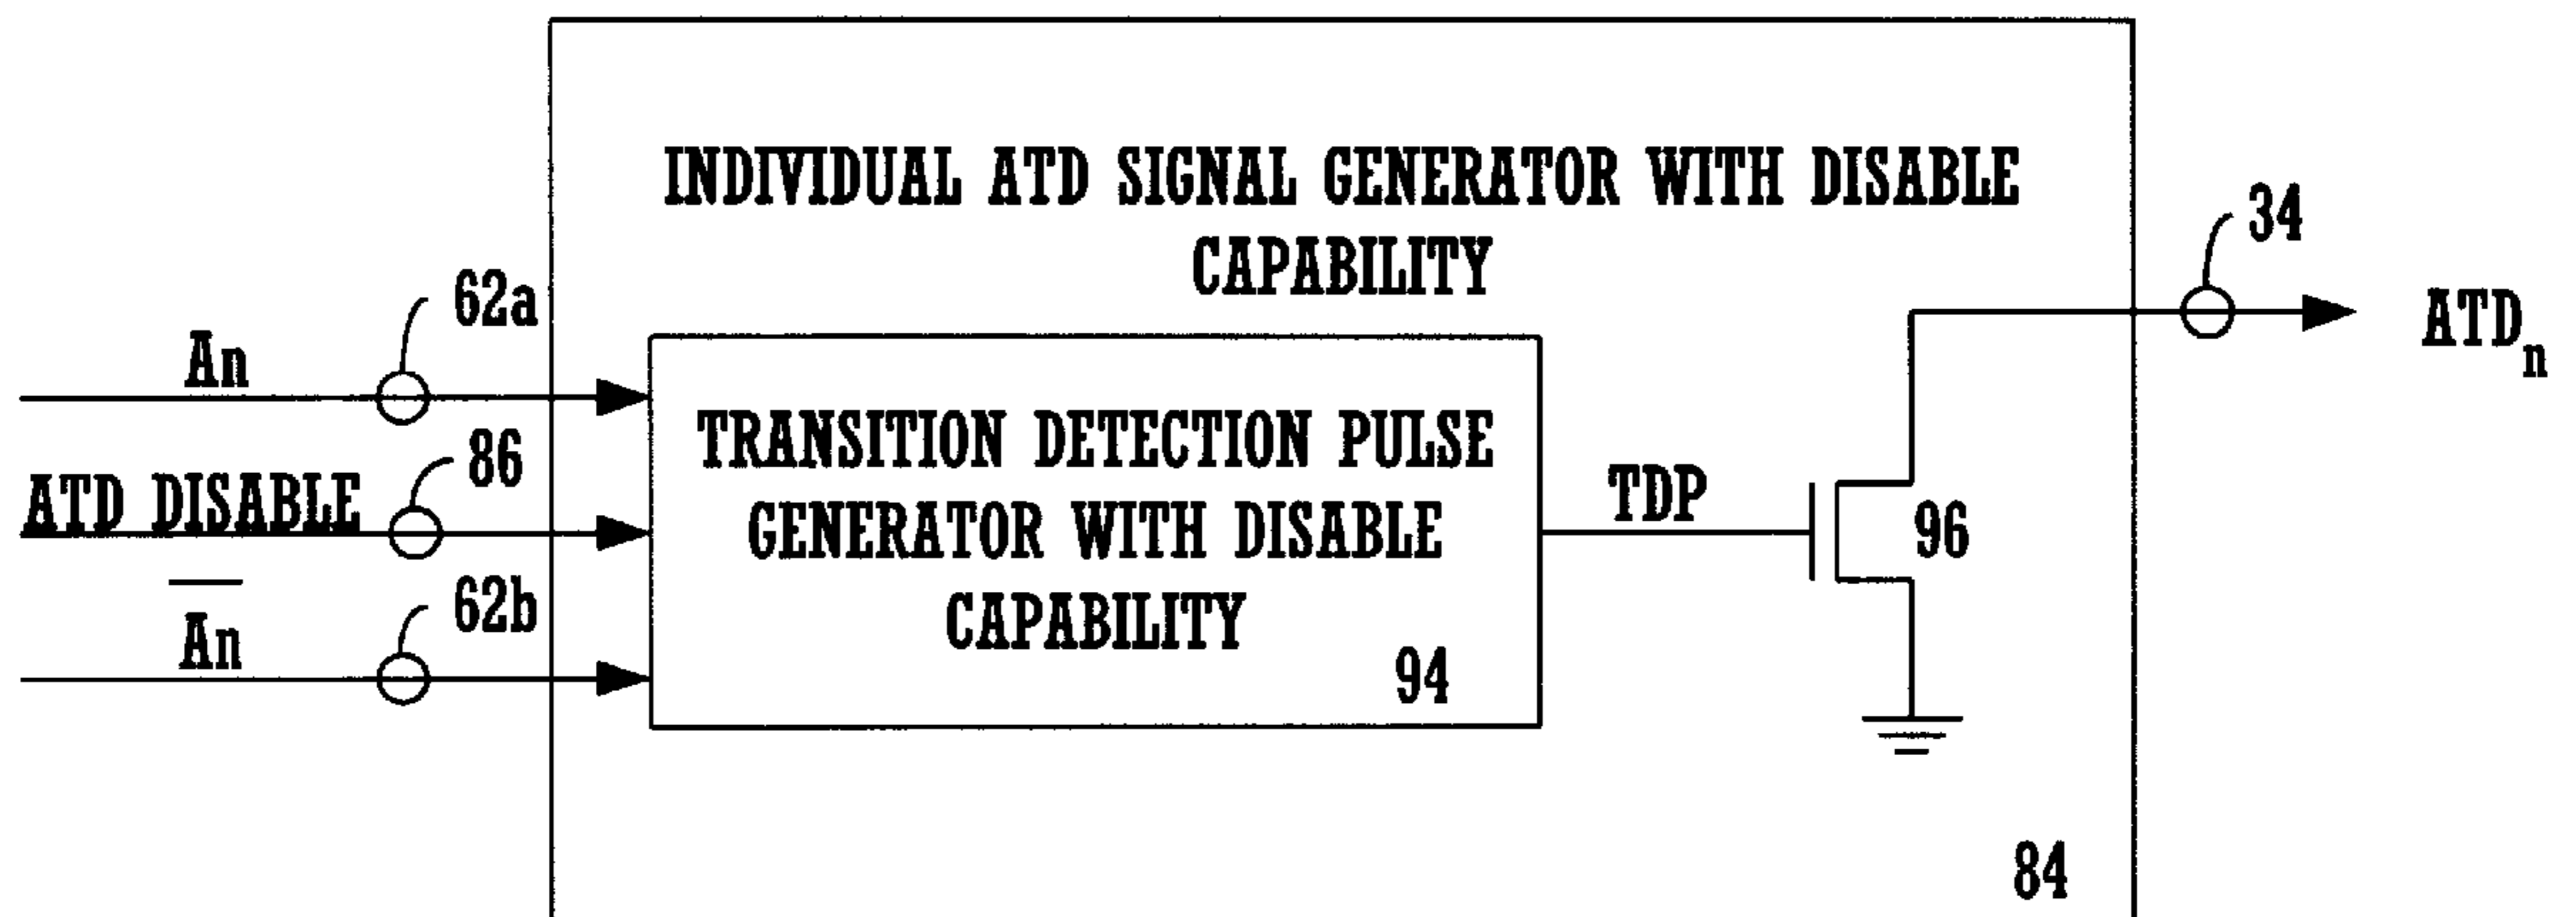 INDIVIDUAL ATD SIGNAL GENERATOR WITH DISABLE
CAPABILITY
34
ATDn
62a
An
86
ATD DISABLE
62b
A̅n̅
TRANSITION DETECTION PULSE
GENERATOR WITH DISABLE
CAPABILITY
94
TDP
96
84